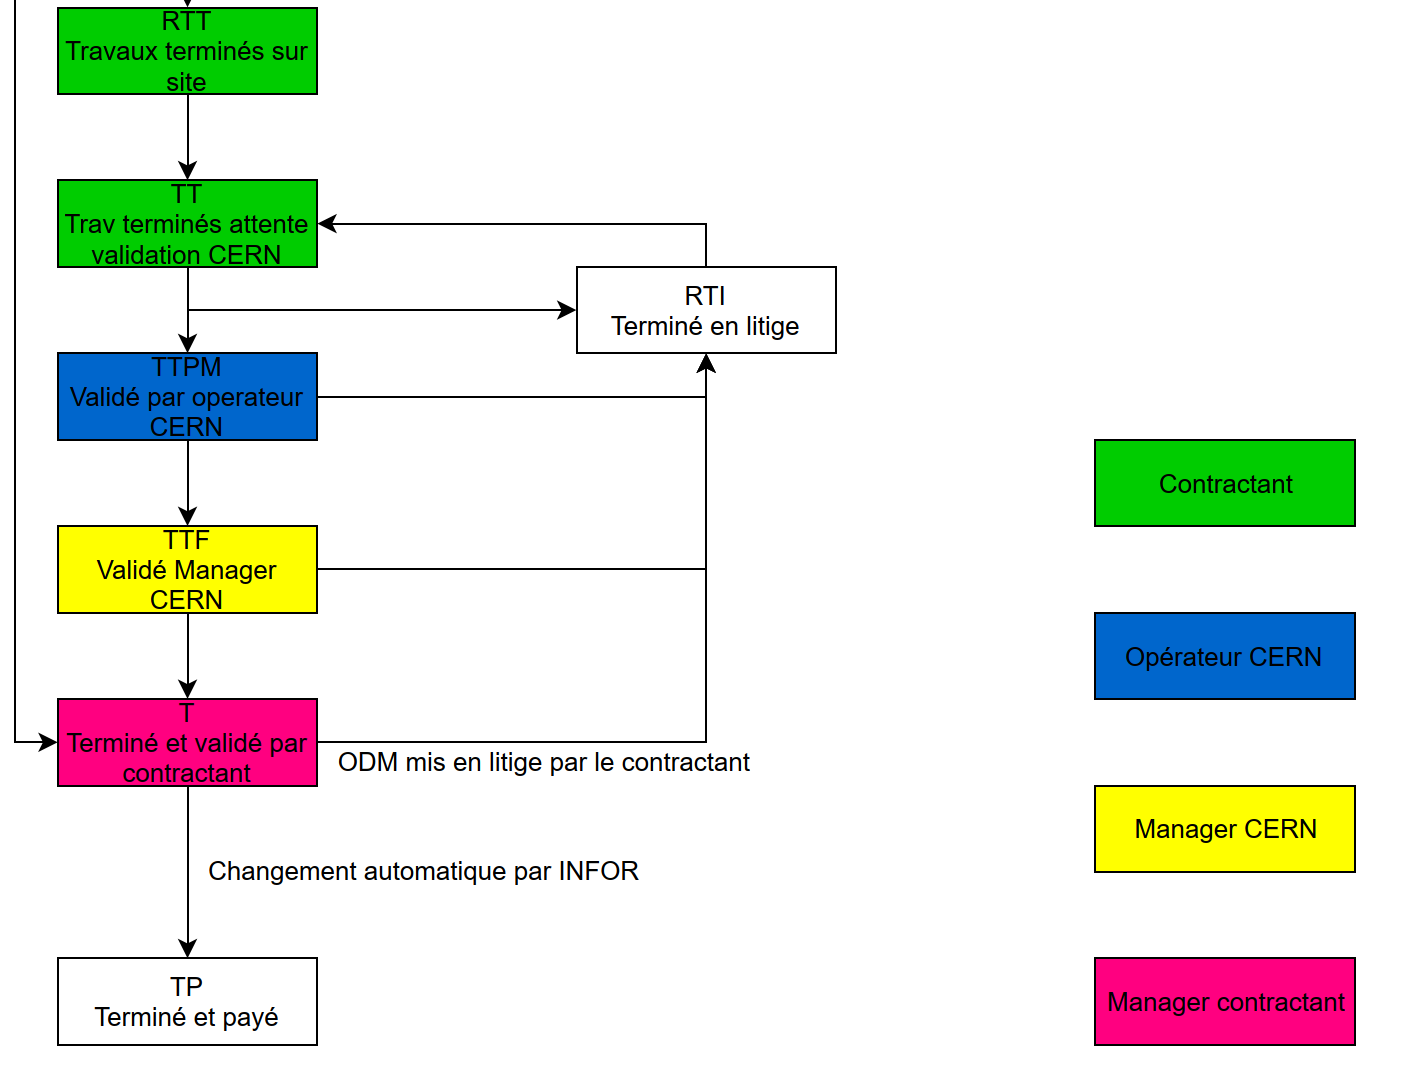 RTT
Travaux terminés sur
site
TT
Trav terminés attente
validation CERN
RTI
Terminé en litige
TTPM
Validé par operateur
CERN
Contractant
TTF
Validé Manager
CERN
Opérateur CERN
T
Terminé et validé par
contractant
ODM mis en litige par le contractant
Manager CERN
Changement automatique par INFOR
TP
Terminé et payé
Manager contractant